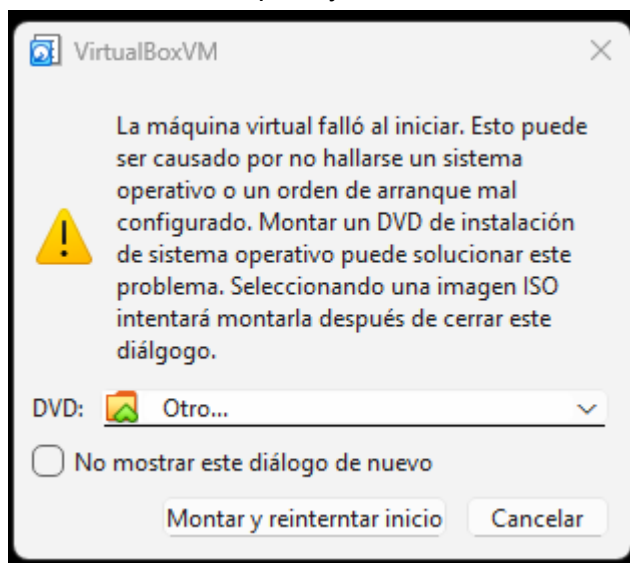 VirtualBoxVM
La máquina virtual falló al iniciar. Esto puede
ser causado por no hallarse un sistema
operativo o un orden de arranque mal
configurado. Montar un DVD de instalación
de sistema operativo puede solucionar este
problema. Seleccionando una imagen ISO
intentará montarla después de cerrar este
diálgogo.
DVD: Otro...
No mostrar este diálogo de nuevo
Montar y reinterntar inicio Cancelar